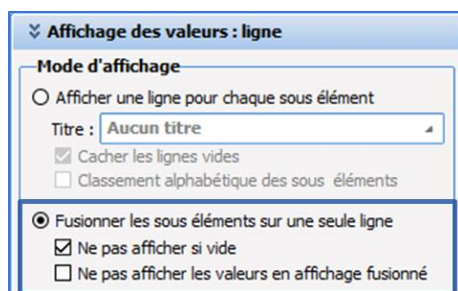 Affichage des valeurs : ligne
Mode d'affichage
Afficher une ligne pour chaque sous élément
Titre : Aucun titre
Cacher les lignes vides
Classement alphabétique des sous éléments
Fusionner les sous éléments sur une seule ligne
Ne pas afficher si vide
Ne pas afficher les valeurs en affichage fusionné